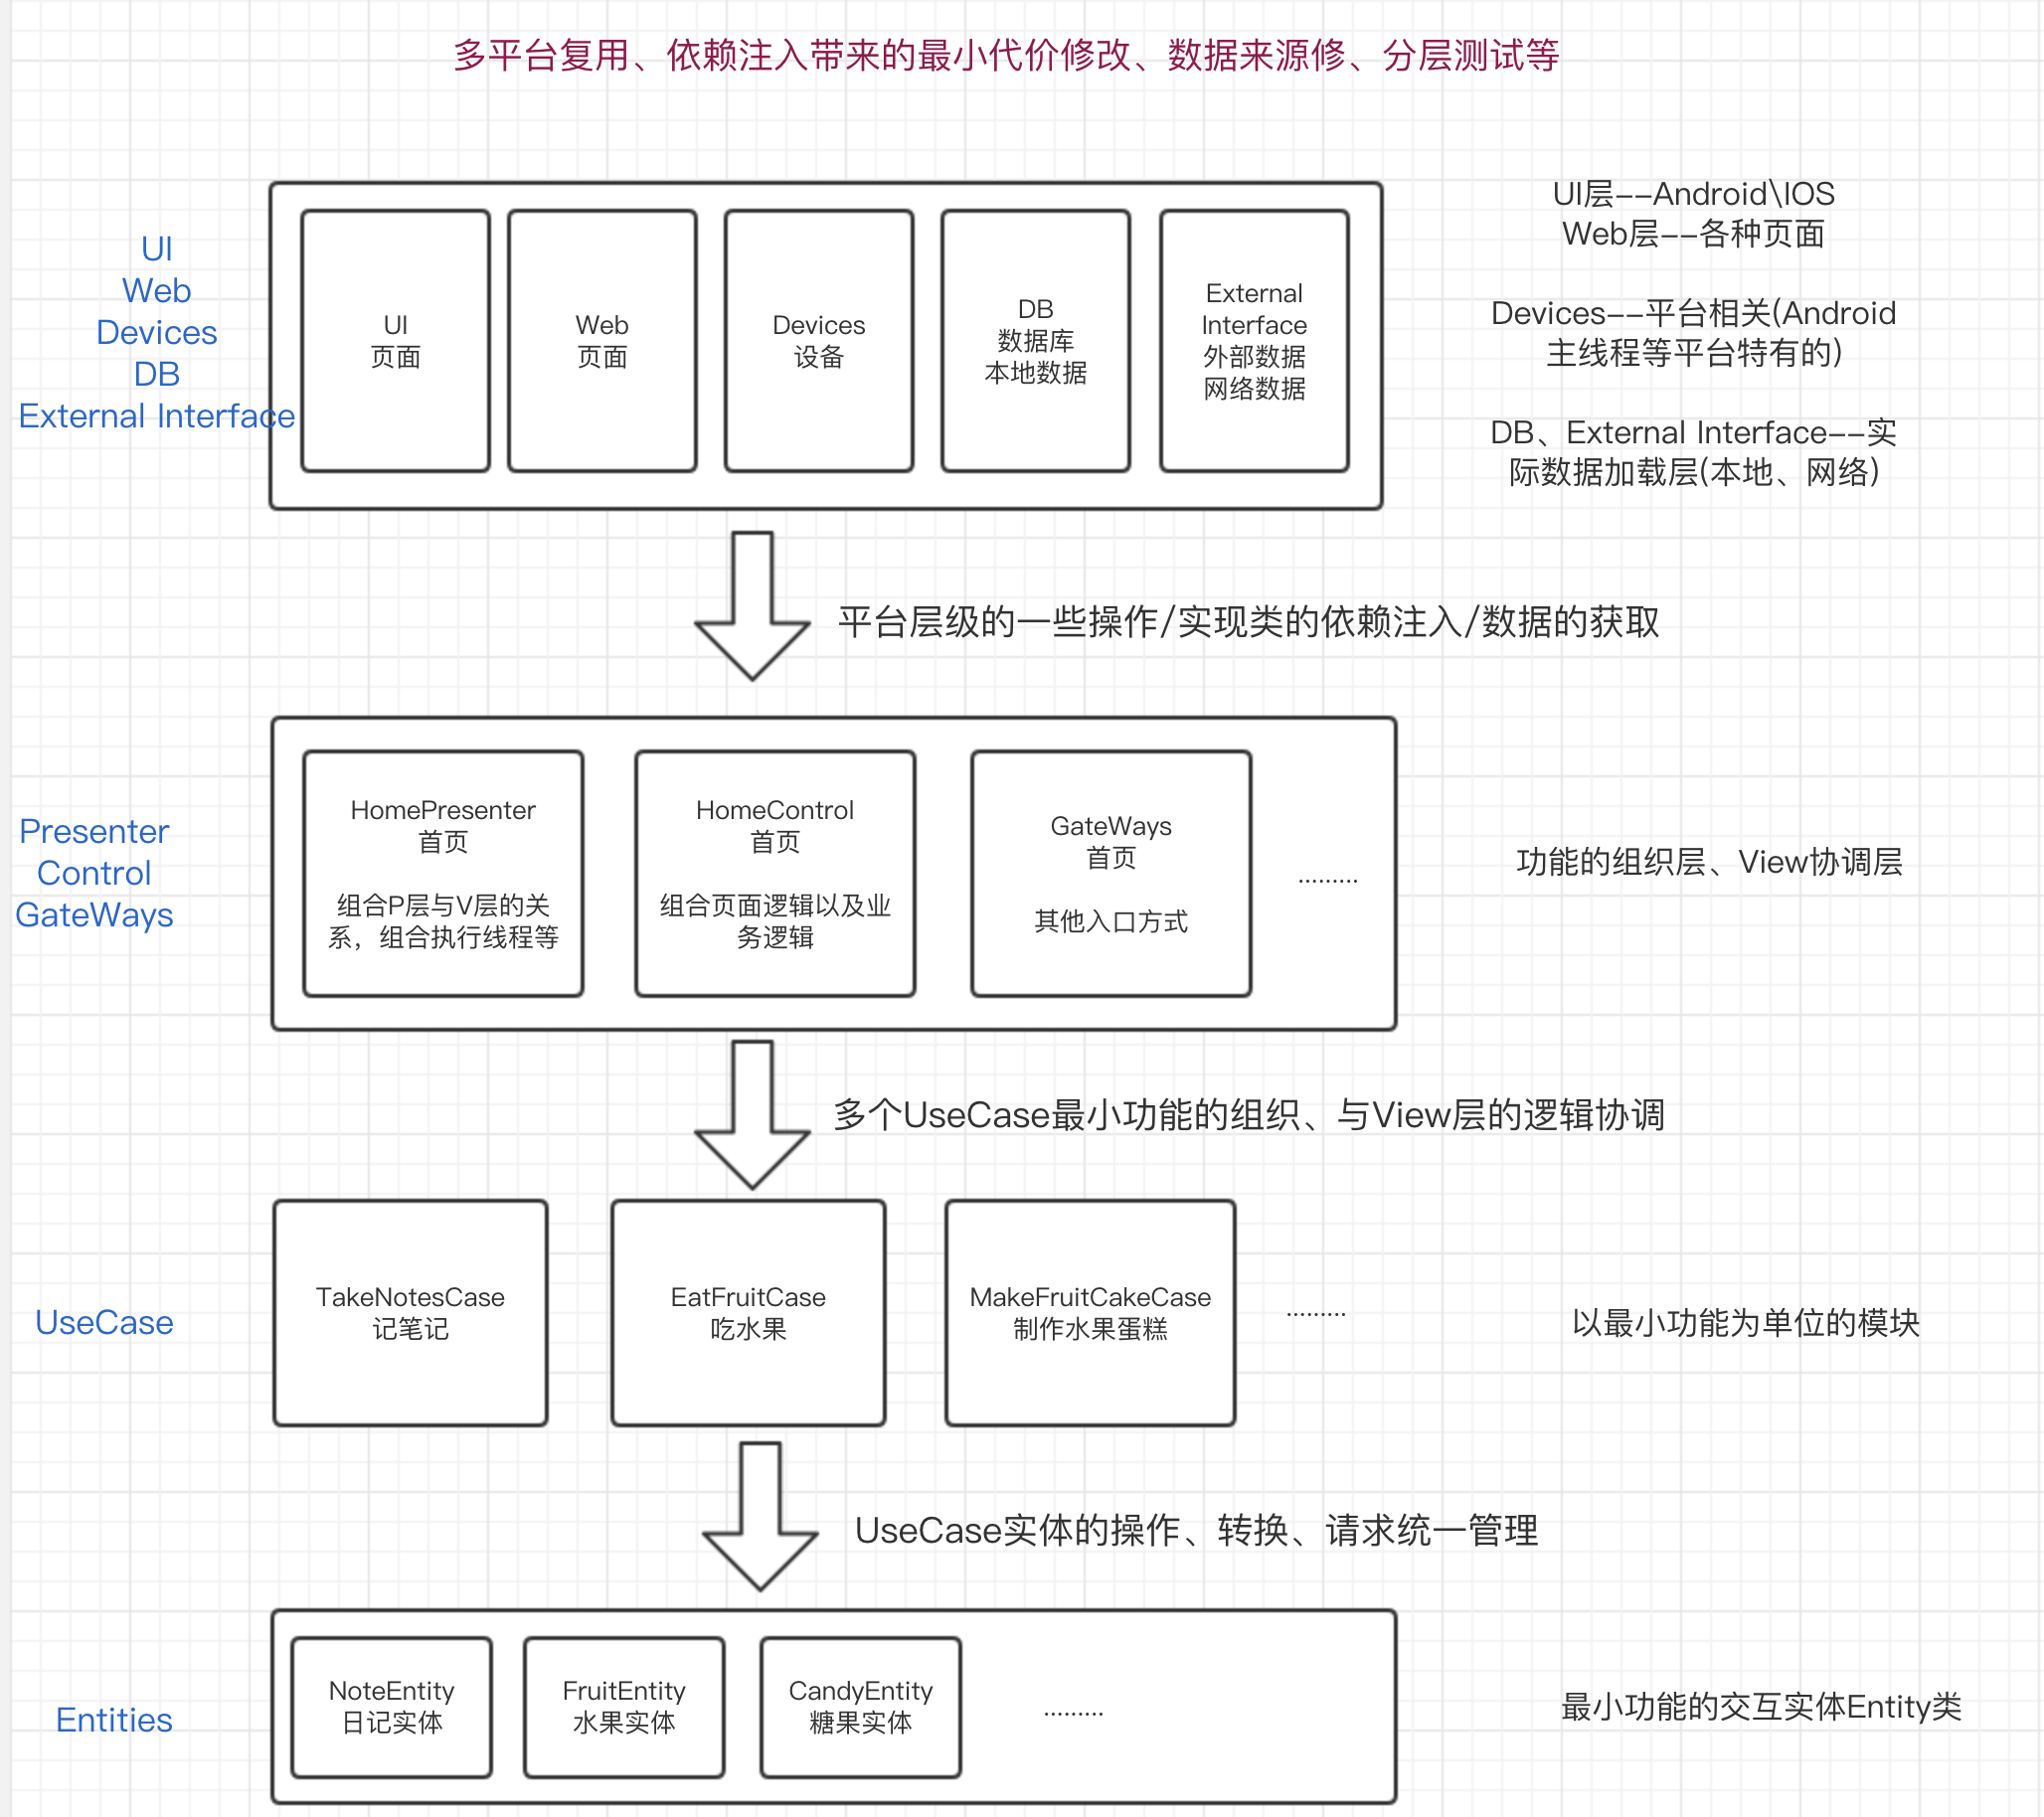 多平台复用、依赖注入带来的最小代价修改、数据来源修、分层测试等
UI
Web
Devices
DB
External Interface
UI
页面
Web
页面
Devices
设备
DB
数据库
本地数据
External
Interface
外部数据
网络数据
UI层--Android\IOS
Web层--各种页面
Devices--平台相关(Android
主线程等平台特有的)
DB、External Interface--实
际数据加载层(本地、网络)
平台层级的一些操作/实现类的依赖注入/数据的获取
Presenter
Control
GateWays
HomePresenter
首页
组合P层与V层的关
系，组合执行线程等
HomeControl
首页
组合页面逻辑以及业
务逻辑
GateWays
首页
其他入口方式
.........
功能的组织层、View协调层
多个UseCase最小功能的组织、与View层的逻辑协调
UseCase
TakeNotesCase
记笔记
EatFruitCase
吃水果
MakeFruitCakeCase
制作水果蛋糕
.........
以最小功能为单位的模块
UseCase实体的操作、转换、请求统一管理
Entities
NoteEntity
日记实体
FruitEntity
水果实体
CandyEntity
糖果实体
.........
最小功能的交互实体Entity类